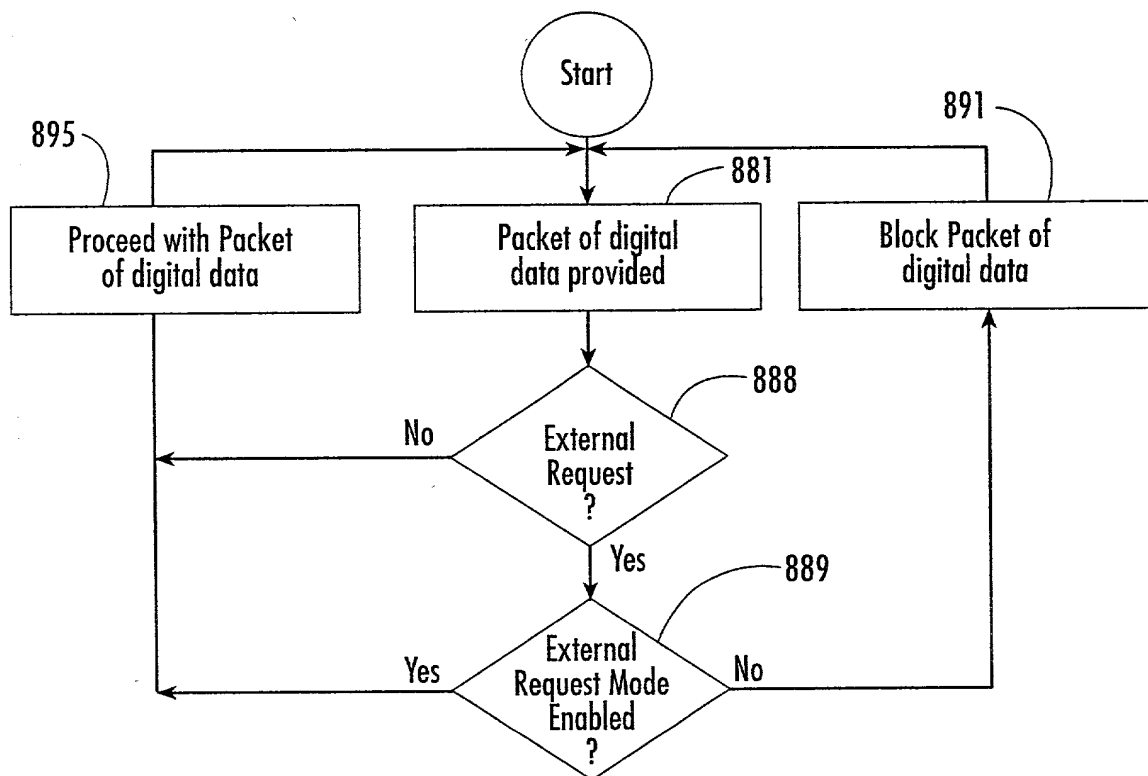 Start
895
891
881
Proceed with Packet
of digital data
Packet of digital
data provided
Block Packet of
digital data
888
No
External
Request
?
Yes
889
Yes
External
Request Mode
Enabled
?
No